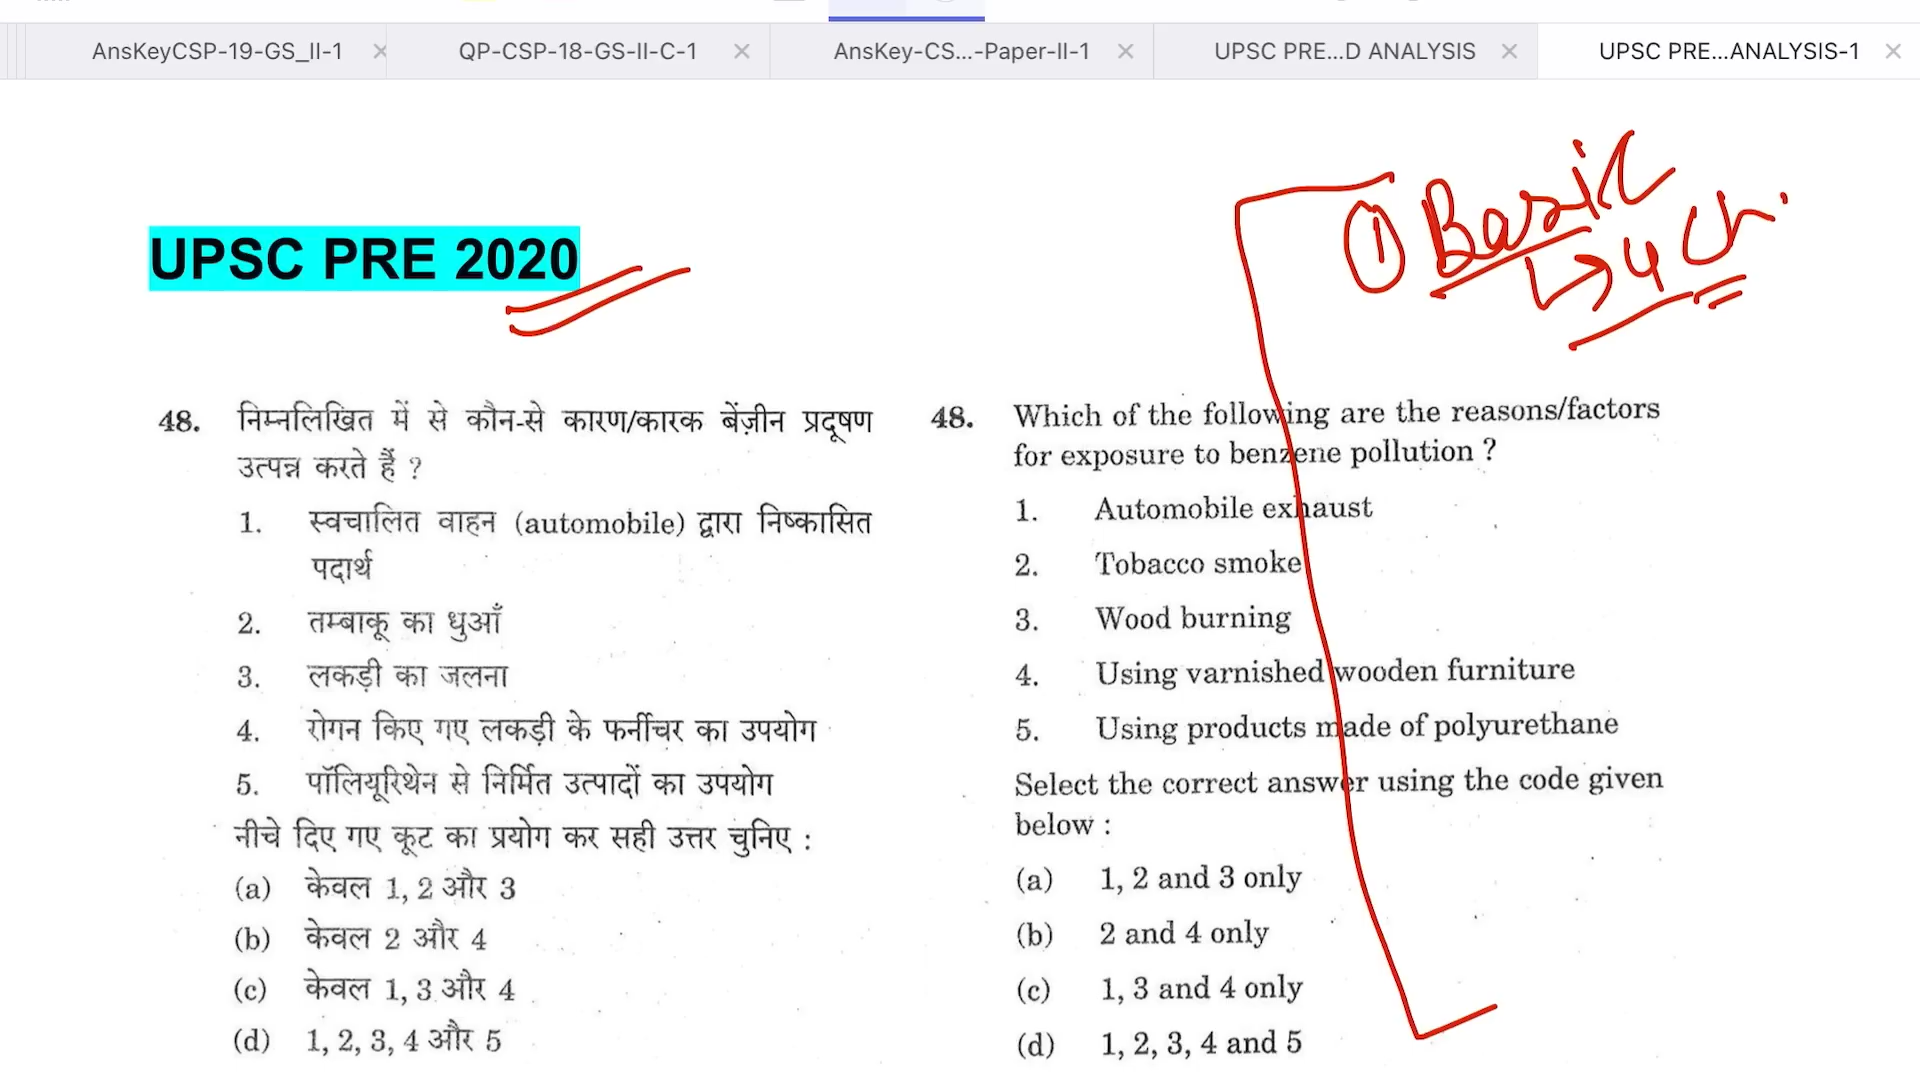 AnsKeyCSP-19-GS_II-1
QP-CSP-18-GS-II-C-1
AnsKey-CS...-Paper-II-1
UPSC PRE...D ANALYSIS
UPSC PRE...ANALYSIS-1
① Basic
↳ 4 Ch.
UPSC PRE 2020
48. निम्नलिखित में से कौन-से कारण/कारक बेंज़ीन प्रदूषण
उत्पन्न करते हैं ?
1. स्वचालित वाहन (automobile) द्वारा निष्कासित
पदार्थ
2. तम्बाकू का धुआँ
3. लकड़ी का जलना
4. रोगन किए गए लकड़ी के फर्नीचर का उपयोग
5. पॉलियूरिथेन से निर्मित उत्पादों का उपयोग
नीचे दिए गए कूट का प्रयोग कर सही उत्तर चुनिए :
(a) केवल 1, 2 और 3
(b) केवल 2 और 4
(c) केवल 1, 3 और 4
(d) 1, 2, 3, 4 और 5
48. Which of the following are the reasons/factors
for exposure to benzene pollution ?
1. Automobile exhaust
2. Tobacco smoke
3. Wood burning
4. Using varnished wooden furniture
5. Using products made of polyurethane
Select the correct answer using the code given
below :
(a) 1, 2 and 3 only
(b) 2 and 4 only
(c) 1, 3 and 4 only
(d) 1, 2, 3, 4 and 5